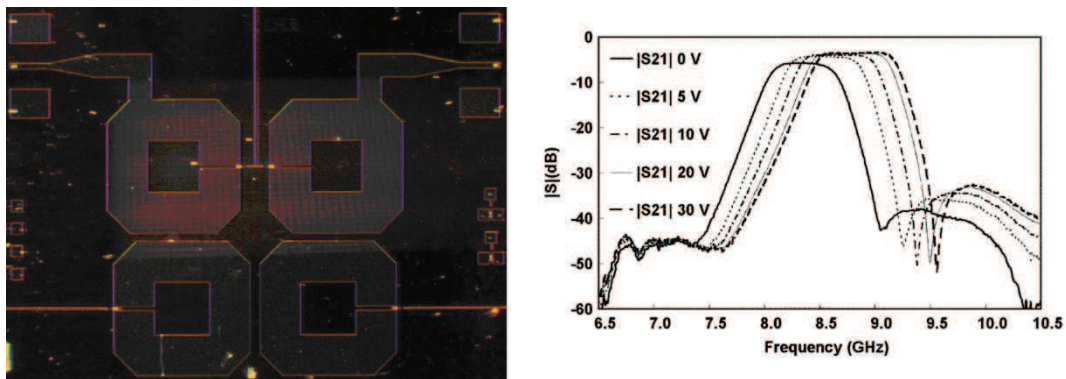 0
-10
-20
-30
-40
-50
-60
|S|(dB)
|S21| 0 V
|S21| 5 V
|S21| 10 V
|S21| 20 V
|S21| 30 V
6.5 7.0 7.5 8.0 8.5 9.0 9.5 10.0 10.5
Frequency (GHz)